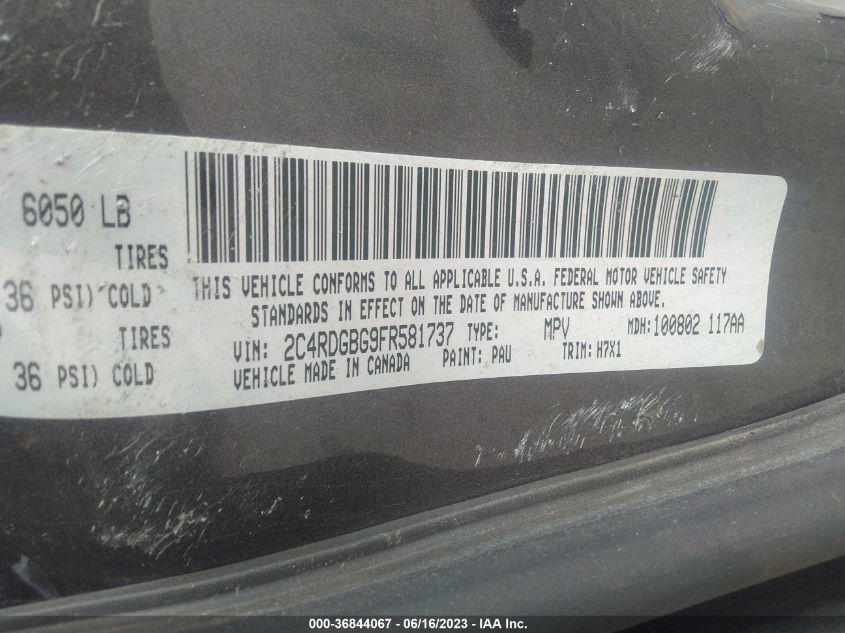 6050 LB
TIRES
36 PSI) COLD
TIRES
36 PSI) COLD
THIS VEHICLE CONFORMS TO ALL APPLICABLE U.S.A. FEDERAL MOTOR VEHICLE SAFETY
STANDARDS IN EFFECT ON THE DATE OF MANUFACTURE SHOWN ABOVE.
VIN: 2C4RDGBG9FR581737 TYPE: MPV MDH:100802 117AA
VEHICLE MADE IN CANADA PAINT: PAU TRIM: H7X1
000-36844067 - 06/16/2023 - IAA Inc.